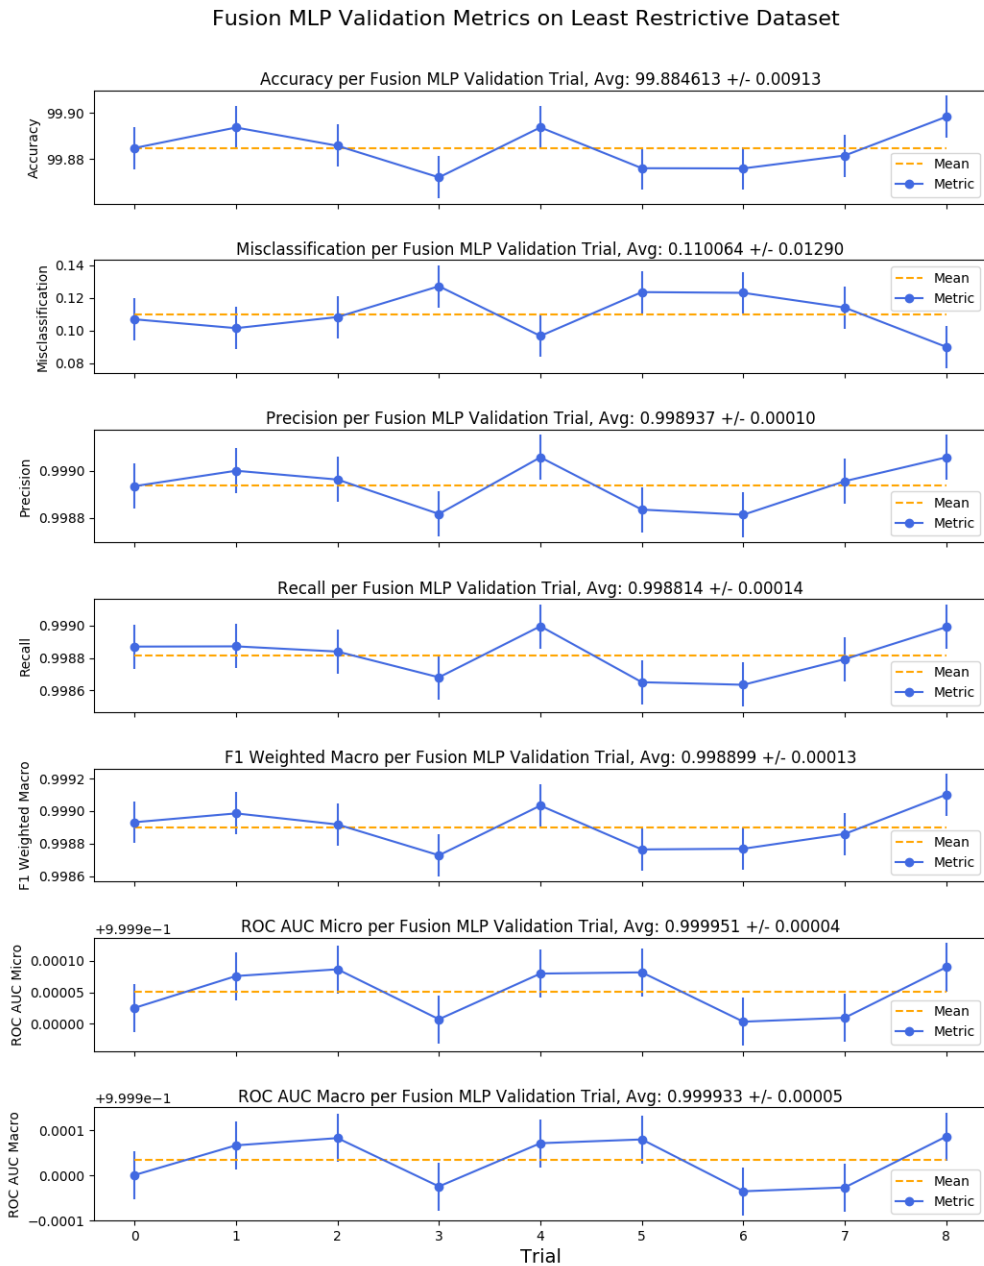 Fusion MLP Validation Metrics on Least Restrictive Dataset
Accuracy per Fusion MLP Validation Trial, Avg: 99.884613 +/- 0.00913
Accuracy
99.90
99.88
Mean
Metric
Misclassification per Fusion MLP Validation Trial, Avg: 0.110064 +/- 0.01290
Misclassification
0.14
0.12
0.10
0.08
Mean
Metric
Precision per Fusion MLP Validation Trial, Avg: 0.998937 +/- 0.00010
Precision
0.9990
0.9988
Mean
Metric
Recall per Fusion MLP Validation Trial, Avg: 0.998814 +/- 0.00014
Recall
0.9990
0.9988
0.9986
Mean
Metric
F1 Weighted Macro per Fusion MLP Validation Trial, Avg: 0.998899 +/- 0.00013
F1 Weighted Macro
0.9992
0.9990
0.9988
0.9986
Mean
Metric
+9.999e−1
ROC AUC Micro per Fusion MLP Validation Trial, Avg: 0.999951 +/- 0.00004
ROC AUC Micro
0.00010
0.00005
0.00000
Mean
Metric
+9.999e−1
ROC AUC Macro per Fusion MLP Validation Trial, Avg: 0.999933 +/- 0.00005
ROC AUC Macro
0.0001
0.0000
−0.0001
Mean
Metric
0 1 2 3 4 5 6 7 8
Trial